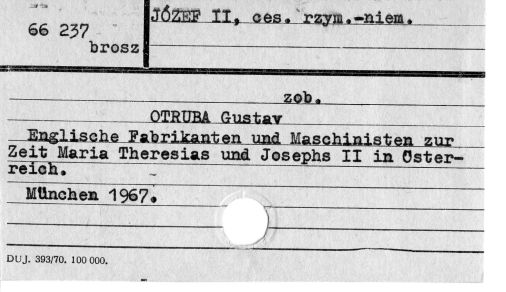 66 237
brosz
JÓZEF II, ces. rzym.-niem.
zob.
OTRUBA Gustav
Englische Fabrikanten und Maschinisten zur
Zeit Maria Theresias und Josephs II in Öster-
reich.
München 1967.
DUJ. 393/70. 100 000.